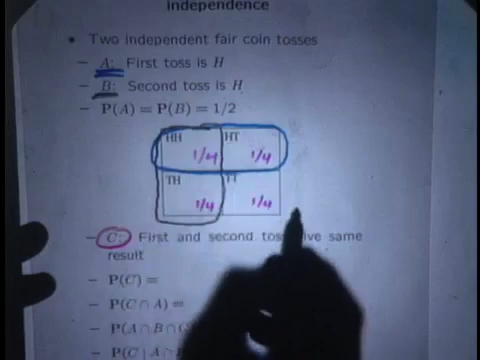 independence
• Two independent fair coin tosses
– A: First toss is H
– B: Second toss is H
– P(A) = P(B) = 1/2
HH HT
1/4 1/4
TH TT
1/4 1/4
– C: First and second toss same
result
– P(C) =
– P(C ∩ A) =
– P(A ∩ B ∩
– P(C | A ∩